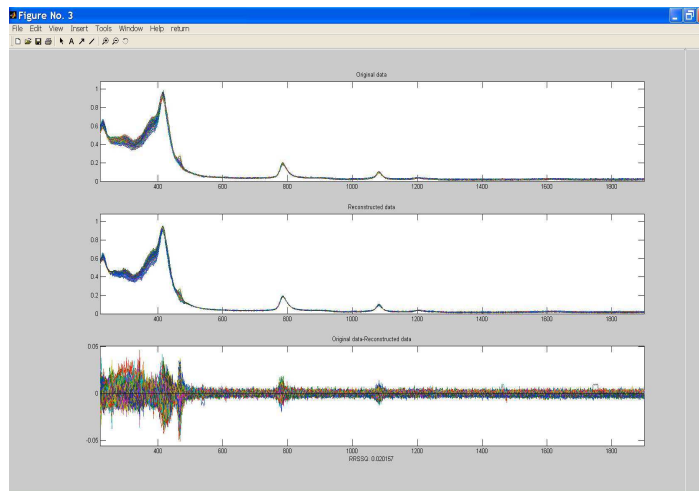 Figure No. 3
File Edit View Insert Tools Window Help return
A
Original data
1
0.8
0.6
0.4
0.2
0
400 600 800 1000 1200 1400 1600 1800
Reconstructed data
1
0.8
0.6
0.4
0.2
0
400 600 800 1000 1200 1400 1600 1800
Original data-Reconstructed data
0.05
0
-0.05
400 600 800 1000 1200 1400 1600 1800
RRSSQ: 0.020157